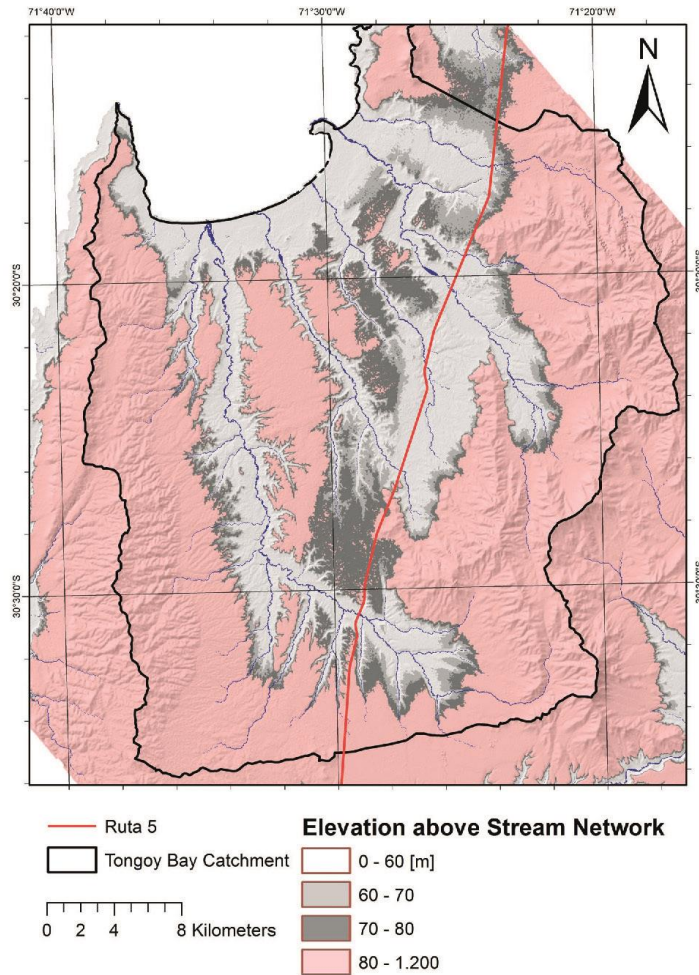 71°40'0"W 71°30'0"W 71°20'0"W
N
30°20'0"S
30°30'0"S
Ruta 5
Tongoy Bay Catchment
0 2 4 8 Kilometers
Elevation above Stream Network
0 - 60 [m]
60 - 70
70 - 80
80 - 1.200